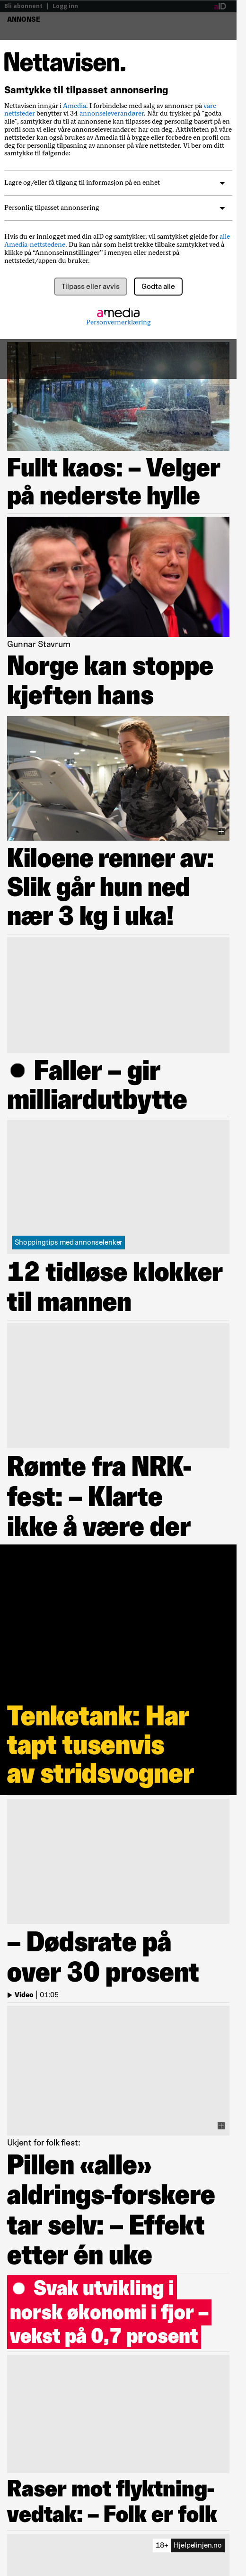 Bli abonnent | Logg inn
aID
ANNONSE
Nettavisen.
Samtykke til tilpasset annonsering
Nettavisen inngår i Amedia. I forbindelse med salg av annonser på våre
nettsteder benytter vi 34 annonseleverandører. Når du trykker på "godta
alle", samtykker du til at annonsene kan tilpasses deg personlig basert på en
profil som vi eller våre annonseleverandører har om deg. Aktiviteten på våre
nettsteder kan også brukes av Amedia til å bygge eller forbedre en profil om
deg for personlig tilpasning av annonser på våre nettsteder. Vi ber om ditt
samtykke til følgende:
Lagre og/eller få tilgang til informasjon på en enhet
Personlig tilpasset annonsering
Hvis du er innlogget med din aID og samtykker, vil samtykket gjelde for alle
Amedia-nettstedene. Du kan når som helst trekke tilbake samtykket ved å
klikke på “Annonseinnstillinger” i menyen eller nederst på
nettstedet/appen du bruker.
Tilpass eller avvis
Godta alle
amedia
Personvernerklæring
Fullt kaos: – Velger
på nederste hylle
Gunnar Stavrum
Norge kan stoppe
kjeften hans
Kiloene renner av:
Slik går hun ned
nær 3 kg i uka!
● Faller – gir
milliardutbytte
Shoppingtips med annonselenker
12 tidløse klokker
til mannen
Rømte fra NRK-
fest: – Klarte
ikke å være der
Tenketank: Har
tapt tusenvis
av stridsvogner
– Dødsrate på
over 30 prosent
Video | 01:05
Ukjent for folk flest:
Pillen «alle»
aldrings-forskere
tar selv: – Effekt
etter én uke
● Svak utvikling i
norsk økonomi i fjor –
vekst på 0,7 prosent
Raser mot flyktning-
vedtak: – Folk er folk
18+ Hjelpelinjen.no